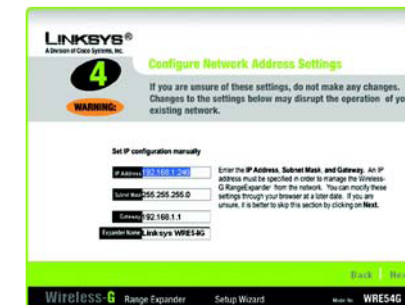 LINKSYS®
A Division of Cisco Systems, Inc.
4
WARNING:
Configure Network Address Settings
If you are unsure of these settings, do not make any changes.
Changes to the settings below may disrupt the operation of you
existing network.
Set IP configuration manually
IP Address 192.168.1.240
Subnet Mask 255.255.255.0
Gateway 192.168.1.1
Expander Name Linksys WRE54G
Enter the IP Address, Subnet Mask, and Gateway. An IP
address must be specified in order to manage the Wireless-
G RangeExpander from the network. You can modify these
settings through your browser at a later date. If you are
unsure, it is better to skip this section by clicking on Next.
Back
Wireless-G Range Expander Setup Wizard Model No. WRE54G